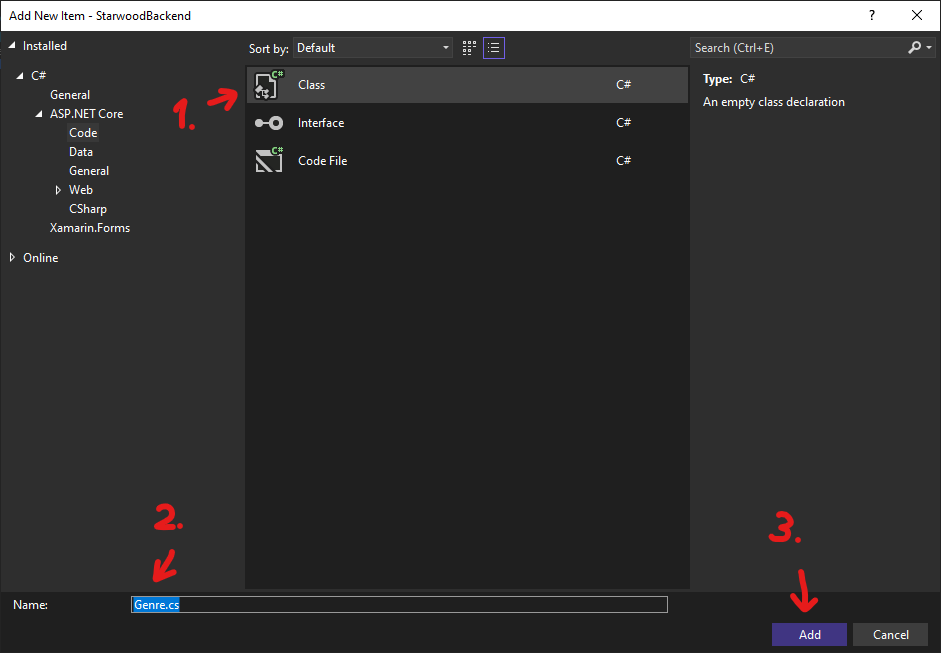 Add New Item - StarwoodBackend
?
Installed
Sort by: Default
Search (Ctrl+E)
C#
General
ASP.NET Core
Code
Data
General
Web
CSharp
Xamarin.Forms
Online
1.
C# Class C#
Interface C#
C# Code File C#
Type: C#
An empty class declaration
2.
3.
Name: Genre.cs
Add Cancel